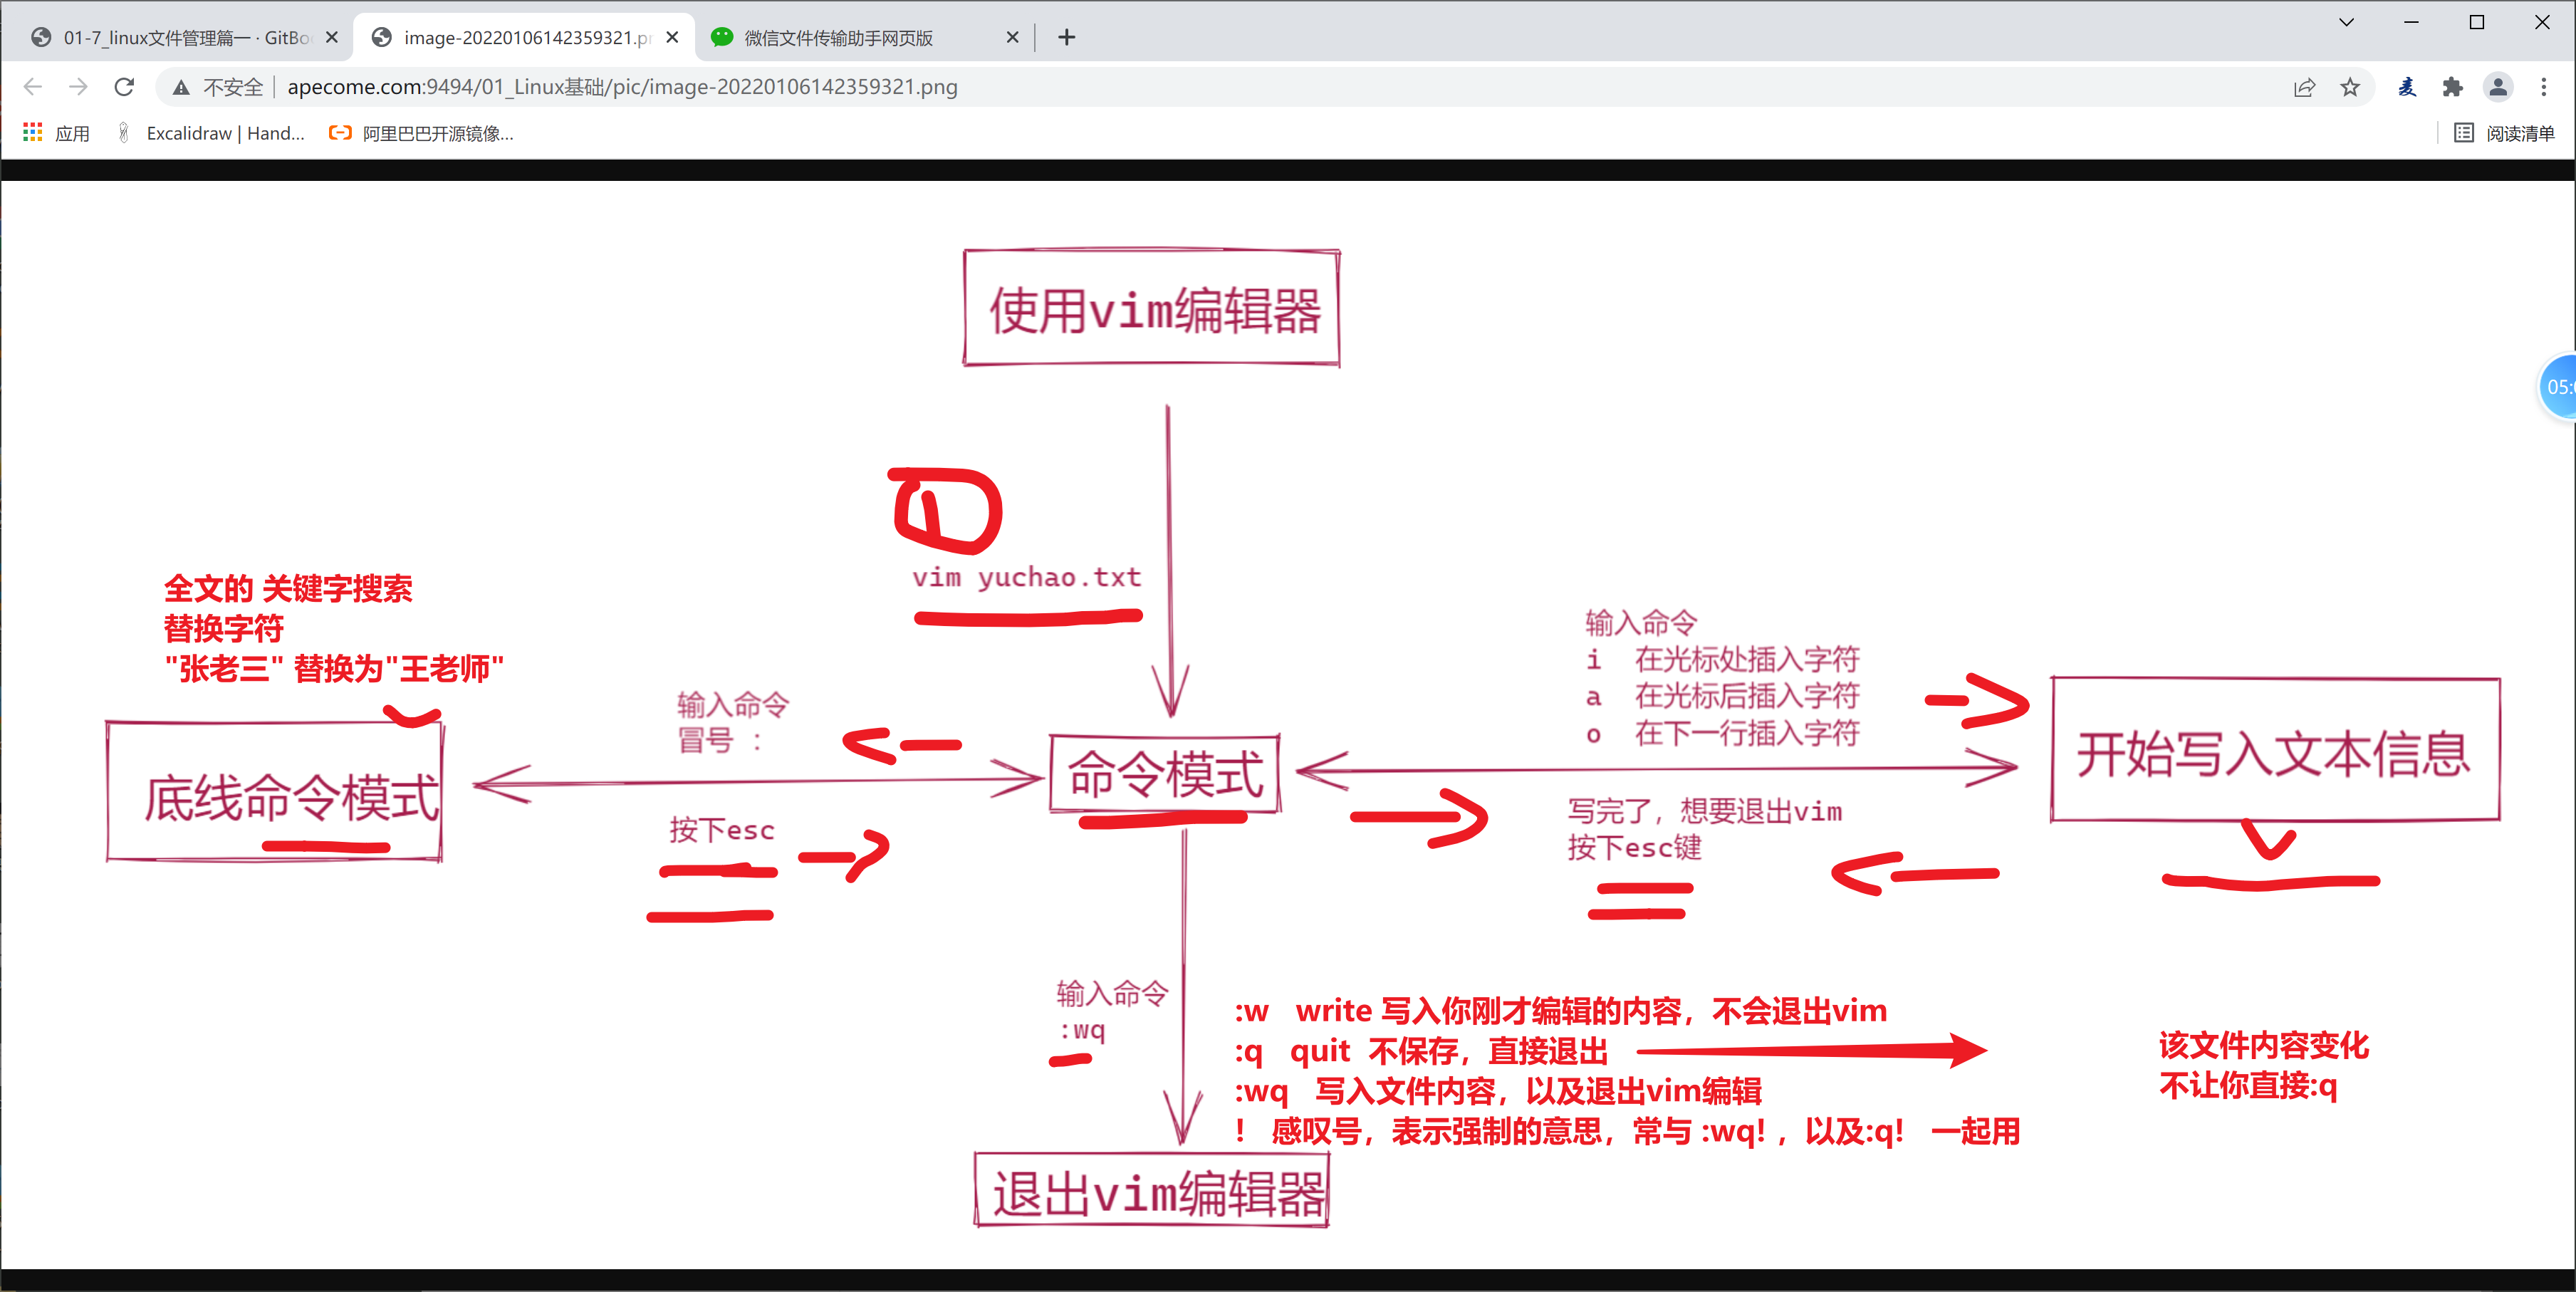 01-7_linux文件管理篇一 · GitBo
image-20220106142359321.pn
微信文件传输助手网页版
不安全
apecome.com:9494/01_Linux基础/pic/image-20220106142359321.png
应用
Excalidraw | Hand...
阿里巴巴开源镜像...
阅读清单
使用vim编辑器
05:
vim yuchao.txt
全文的 关键字搜索
替换字符
"张老三" 替换为"王老师"
输入命令
冒号 :
输入命令
i 在光标处插入字符
a 在光标后插入字符
o 在下一行插入字符
底线命令模式
命令模式
开始写入文本信息
按下esc
写完了，想要退出vim
按下esc键
输入命令
:wq
:w write 写入你刚才编辑的内容，不会退出vim
:q quit 不保存，直接退出
:wq 写入文件内容，以及退出vim编辑
！ 感叹号，表示强制的意思，常与 :wq! ，以及:q! 一起用
该文件内容变化
不让你直接:q
退出vim编辑器